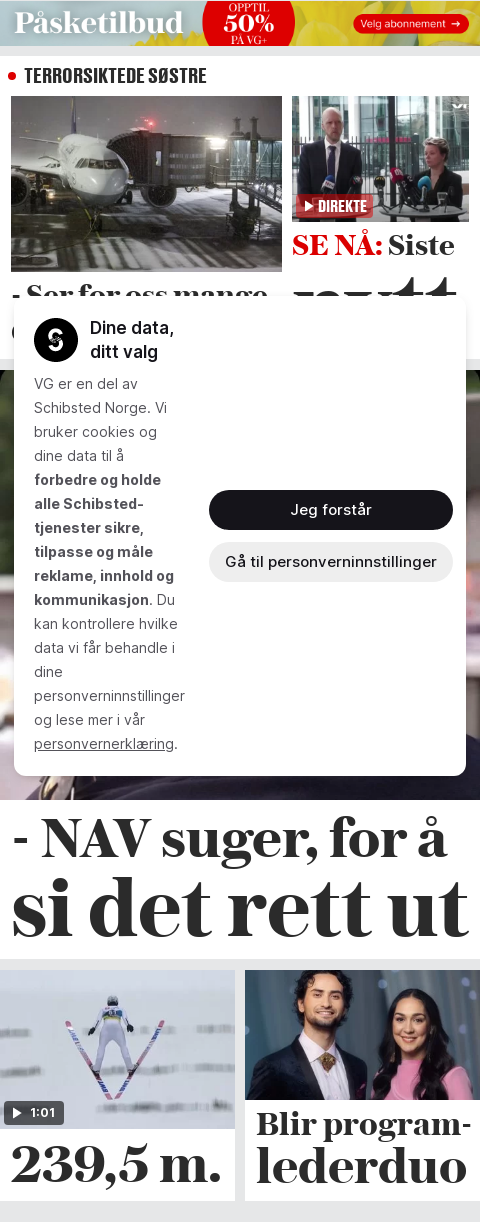 Påsketilbud
OPPTIL
50%
PÅ VG+
Velg abonnement →
TERRORSIKTEDE SØSTRE
DIREKTE
SE NÅ: Siste
- Ser for oss mange
nytt
Dine data,
ditt valg
VG er en del av
Schibsted Norge. Vi
bruker cookies og
dine data til å
forbedre og holde
alle Schibsted-
tjenester sikre,
tilpasse og måle
reklame, innhold og
kommunikasjon. Du
kan kontrollere hvilke
data vi får behandle i
dine
personverninnstillinger
og lese mer i vår
personvernerklæring.
Jeg forstår
Gå til personverninnstillinger
- NAV suger, for å
si det rett ut
1:01
239,5 m.
Blir program-
lederduo